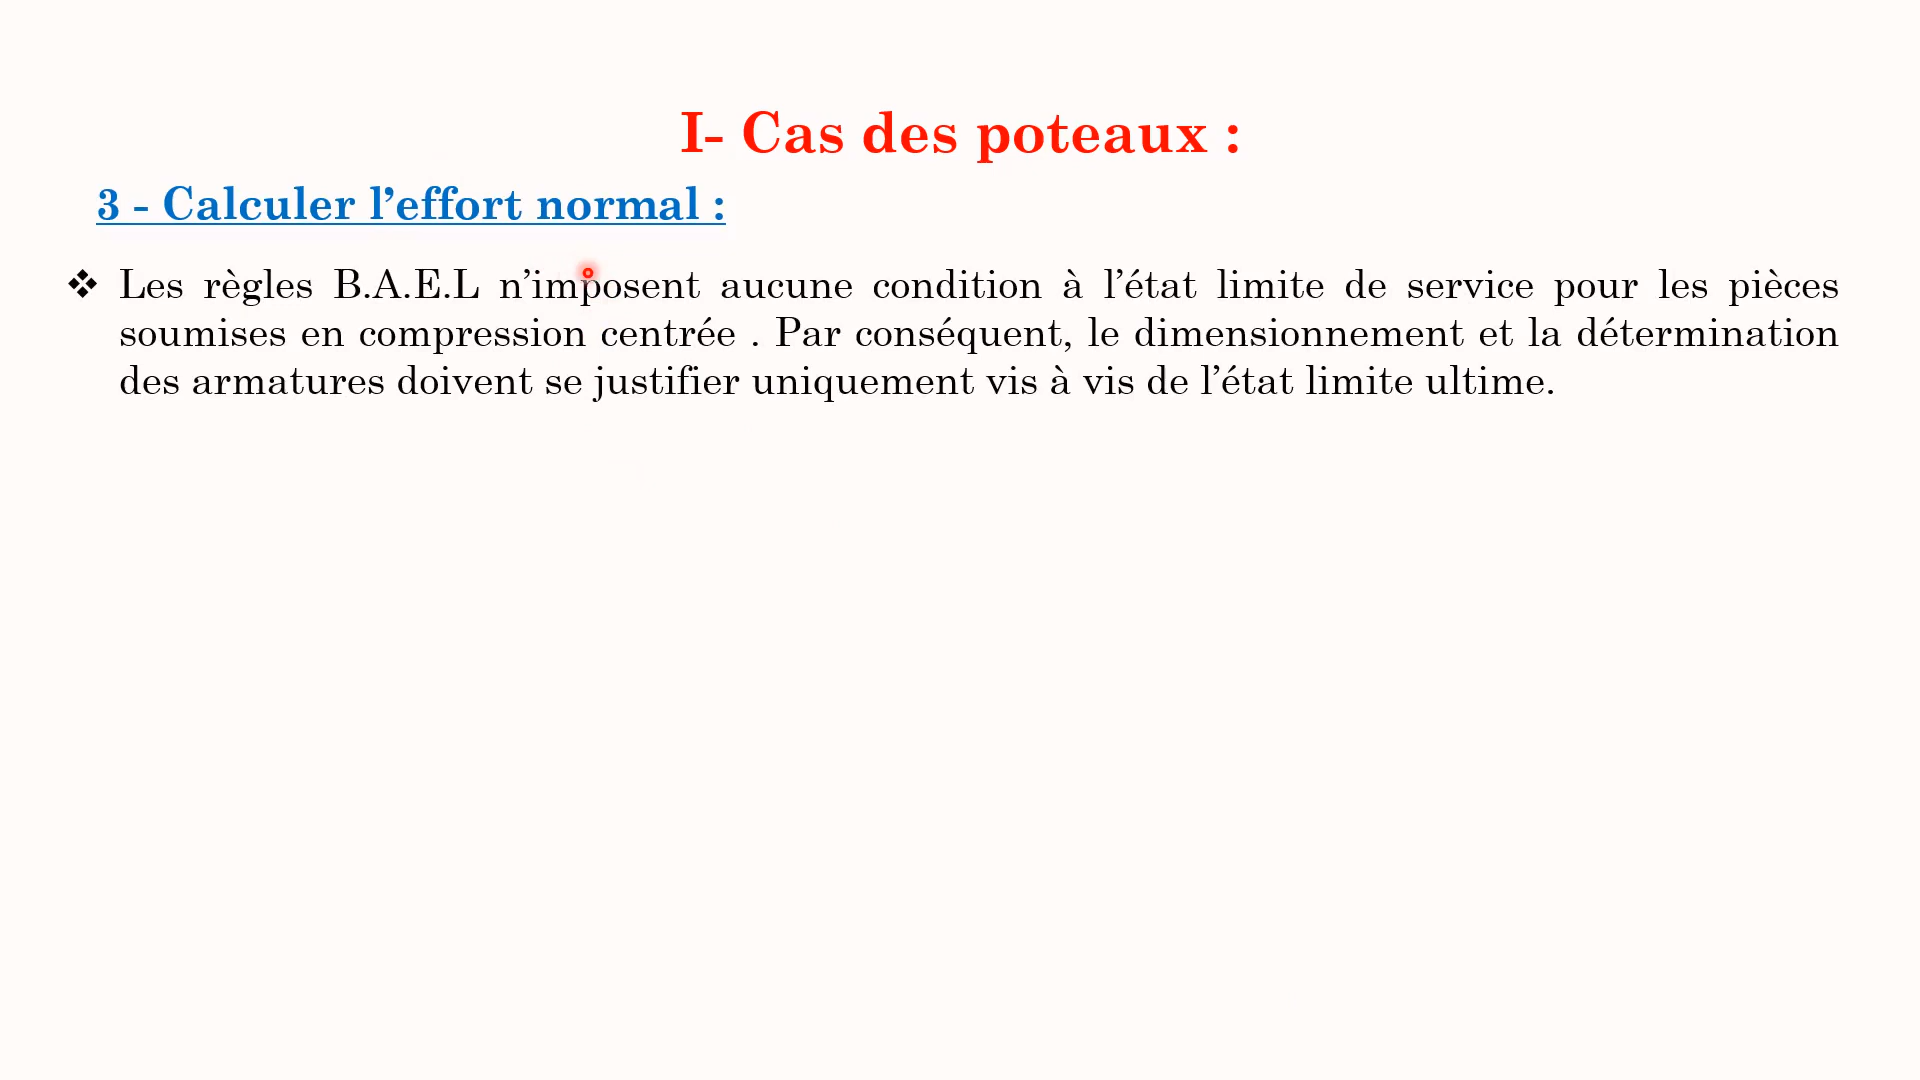 I- Cas des poteaux :
3 - Calculer l’effort normal :
❖ Les règles B.A.E.L n’imposent aucune condition à l’état limite de service pour les pièces
soumises en compression centrée . Par conséquent, le dimensionnement et la détermination
des armatures doivent se justifier uniquement vis à vis de l’état limite ultime.